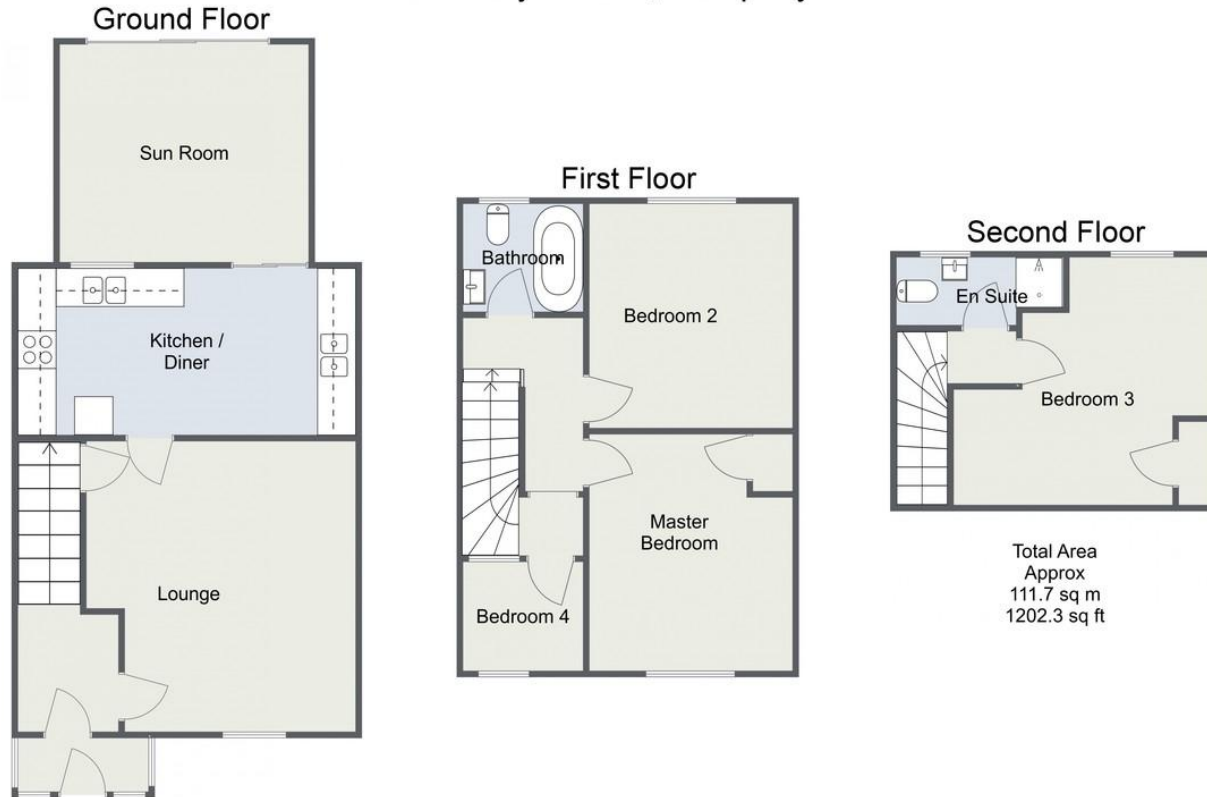 Ground Floor
Sun Room
Kitchen /
Diner
Lounge
First Floor
Bathroom
Bedroom 2
Master
Bedroom
Bedroom 4
Second Floor
En Suite
Bedroom 3
Total Area
Approx
111.7 sq m
1202.3 sq ft